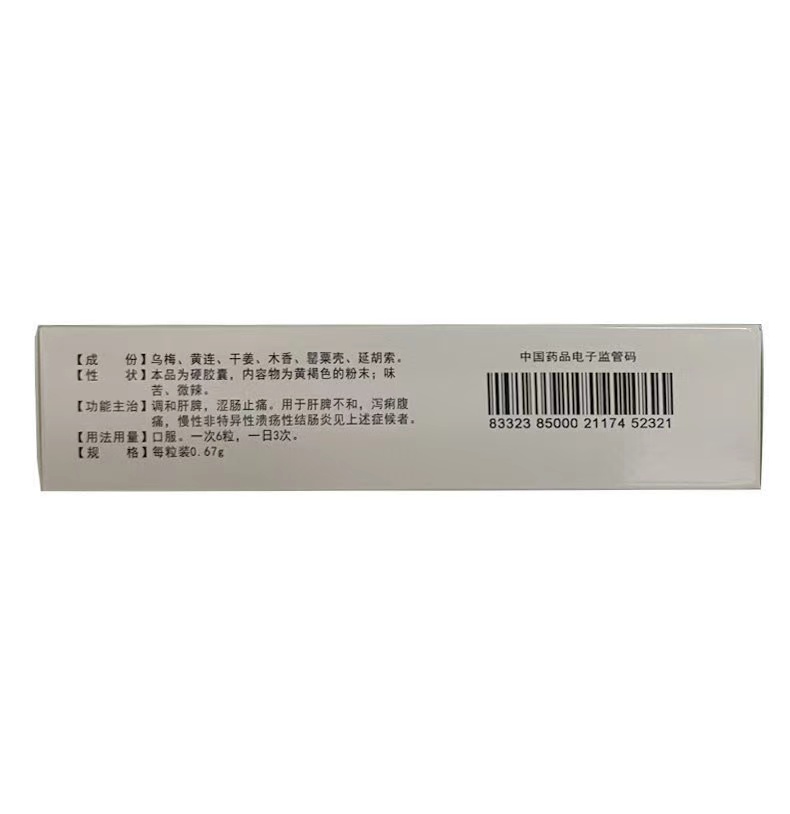 【成　份】乌梅、黄连、干姜、木香、罂粟壳、延胡索。
【性　状】本品为硬胶囊，内容物为黄褐色的粉末；味
苦、微辣。
【功能主治】调和肝脾，涩肠止痛。用于肝脾不和，泻痢腹
痛，慢性非特异性溃疡性结肠炎见上述症候者。
【用法用量】口服。一次6粒，一日3次。
【规　格】每粒装0.67g
中国药品电子监管码
83323 85000 21174 52321